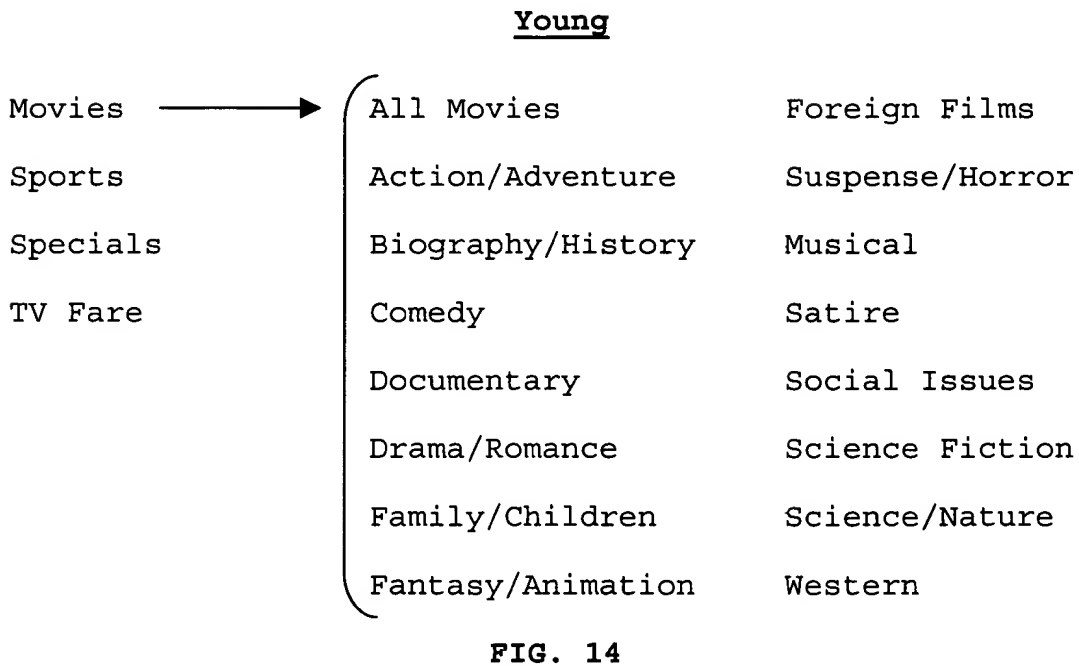 Young
Movies All Movies Foreign Films
Sports Action/Adventure Suspense/Horror
Specials Biography/History Musical
TV Fare Comedy Satire
Documentary Social Issues
Drama/Romance Science Fiction
Family/Children Science/Nature
Fantasy/Animation Western
FIG. 14